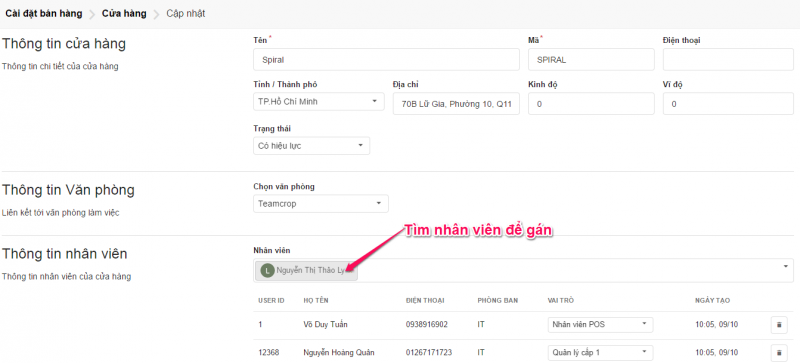 Cài đặt bán hàng > Cửa hàng > Cập nhật
Thông tin cửa hàng
Thông tin chi tiết của cửa hàng
Tên * Mã * Điện thoại
Spiral SPIRAL
Tỉnh / Thành phố Địa chỉ Kinh độ Vĩ độ
TP.Hồ Chí Minh 70B Lữ Gia, Phường 10, Q11 0 0
Trạng thái
Có hiệu lực
Thông tin Văn phòng
Liên kết tới văn phòng làm việc
Chọn văn phòng
Teamcrop
Tìm nhân viên để gán
Thông tin nhân viên
Thông tin nhân viên của cửa hàng
Nhân viên
L Nguyễn Thị Thảo Ly
USER ID HỌ TÊN ĐIỆN THOẠI PHÒNG BAN VAI TRÒ NGÀY TẠO
1 Võ Duy Tuấn 0938916902 IT Nhân viên POS 10:05, 09/10
12368 Nguyễn Hoàng Quân 01267171723 IT Quản lý cấp 1 10:05, 09/10